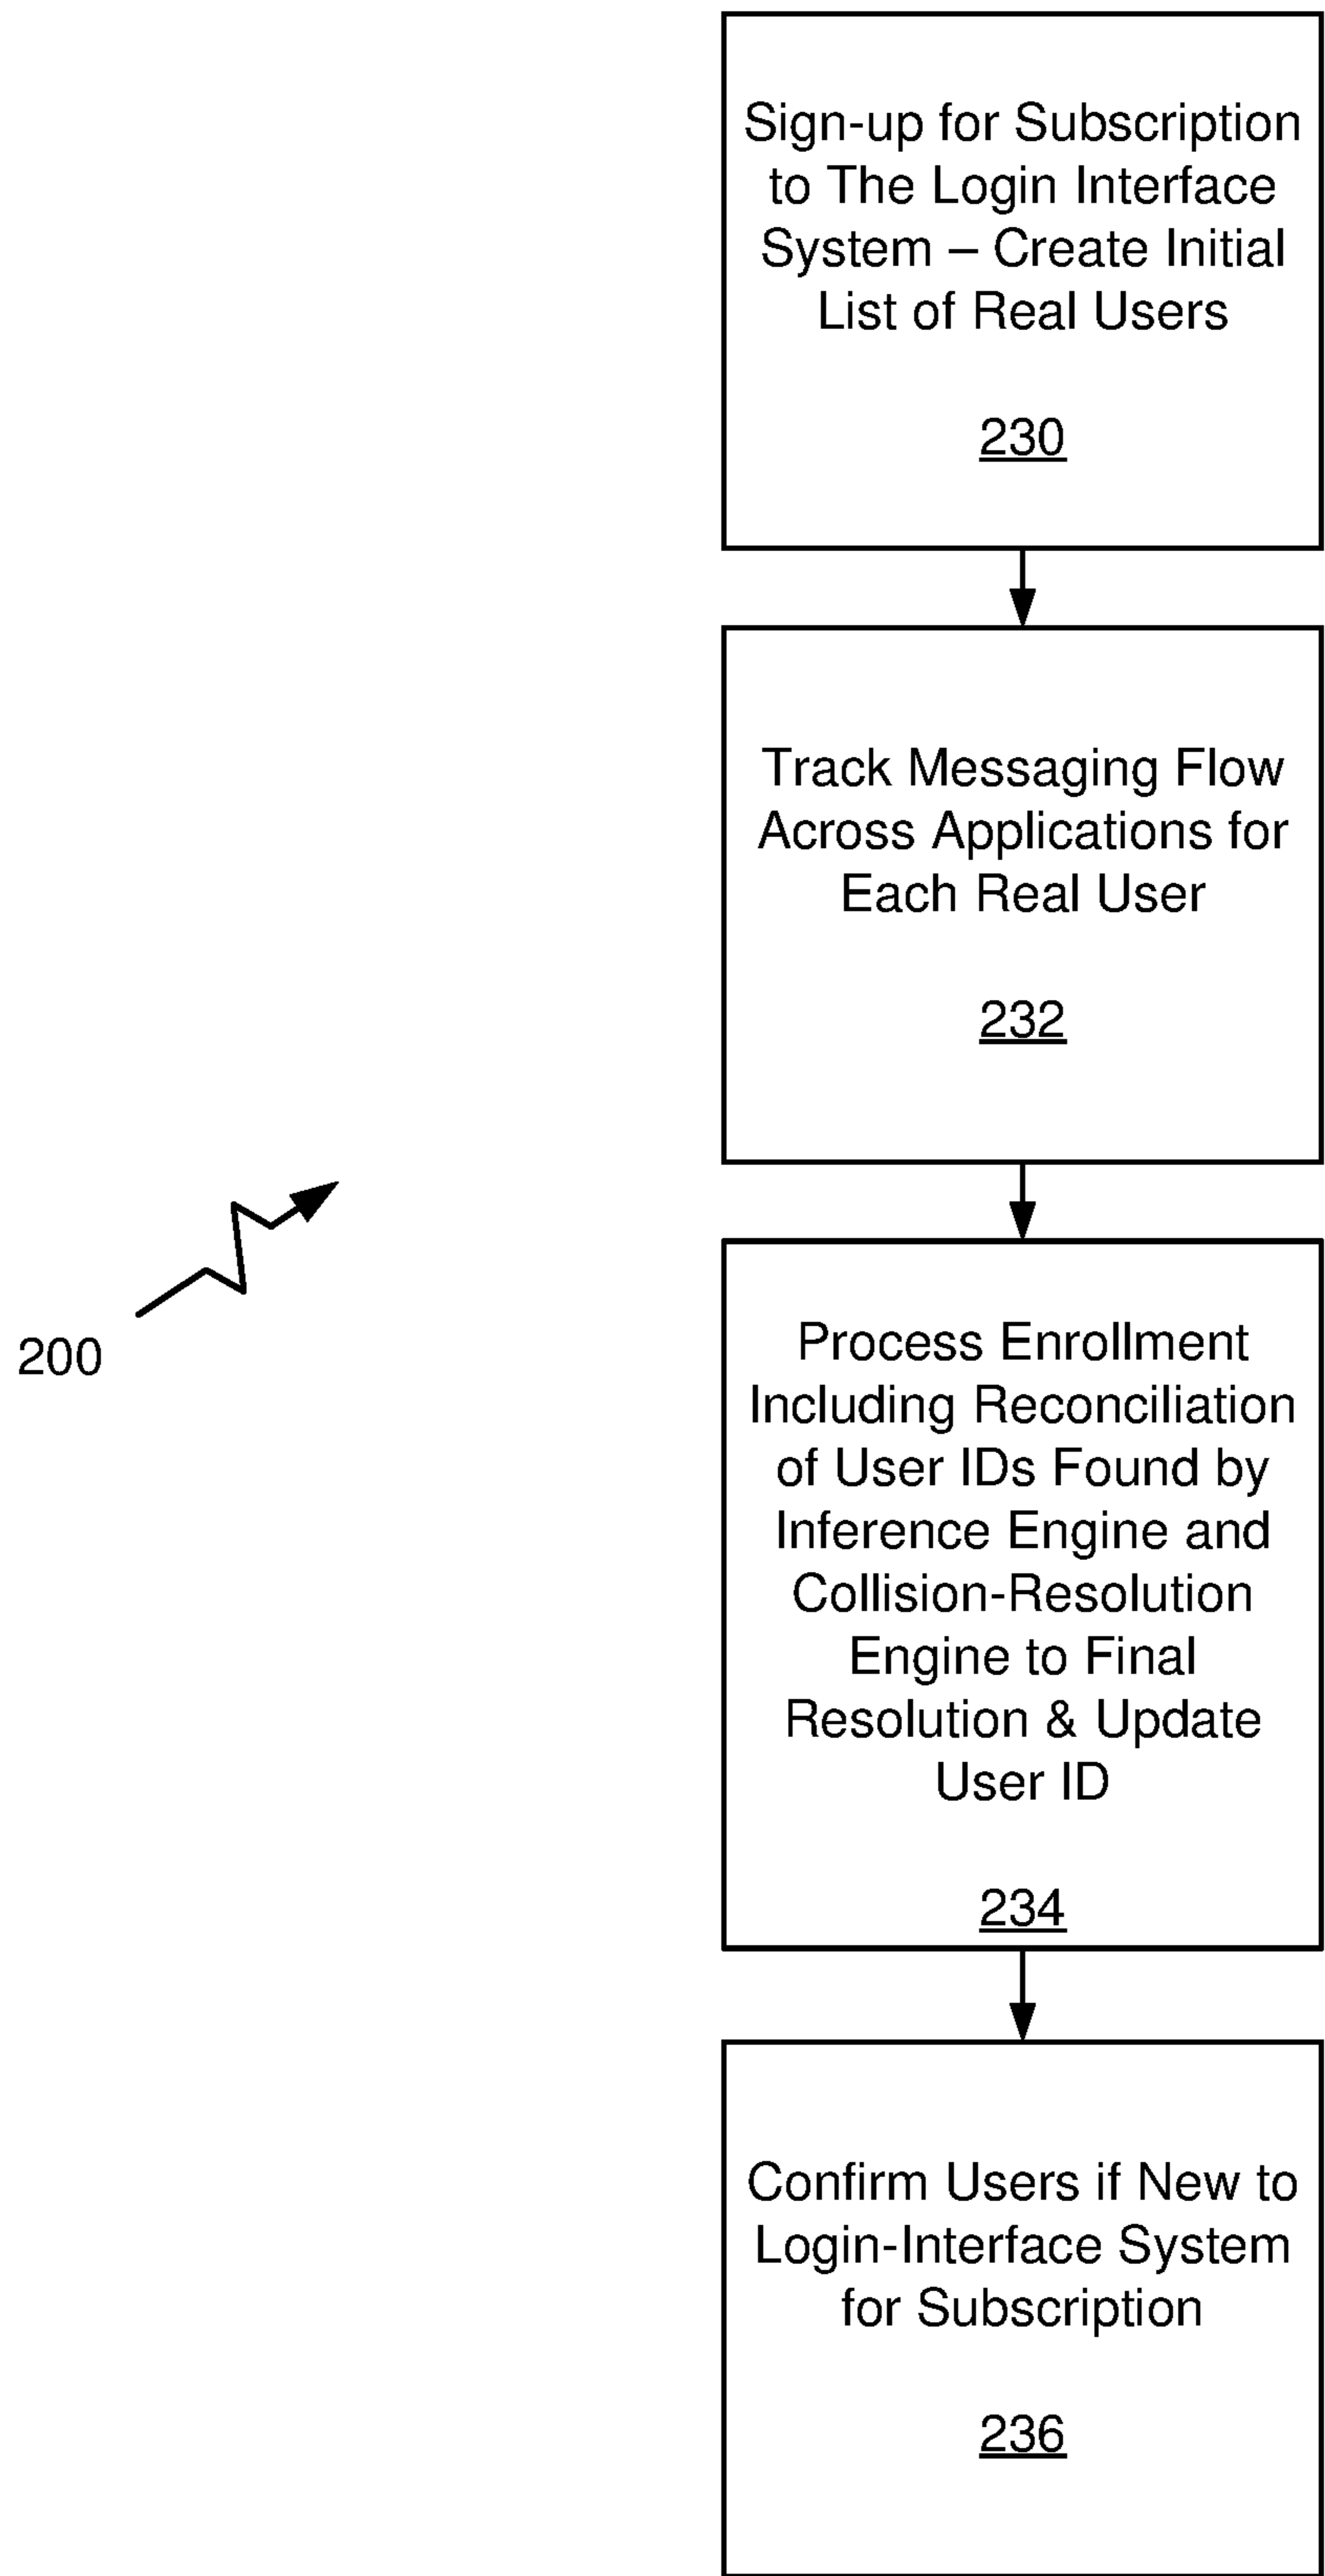 Sign-up for Subscription
to The Login Interface
System – Create Initial
List of Real Users
230
Track Messaging Flow
Across Applications for
Each Real User
232
200
Process Enrollment
Including Reconciliation
of User IDs Found by
Inference Engine and
Collision-Resolution
Engine to Final
Resolution & Update
User ID
234
Confirm Users if New to
Login-Interface System
for Subscription
236